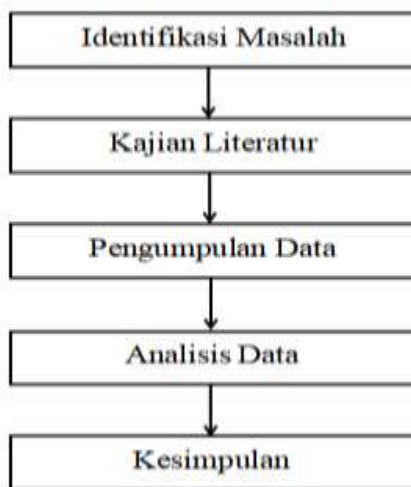 Identifikasi Masalah
Kajian Literatur
Pengumpulan Data
Analisis Data
Kesimpulan